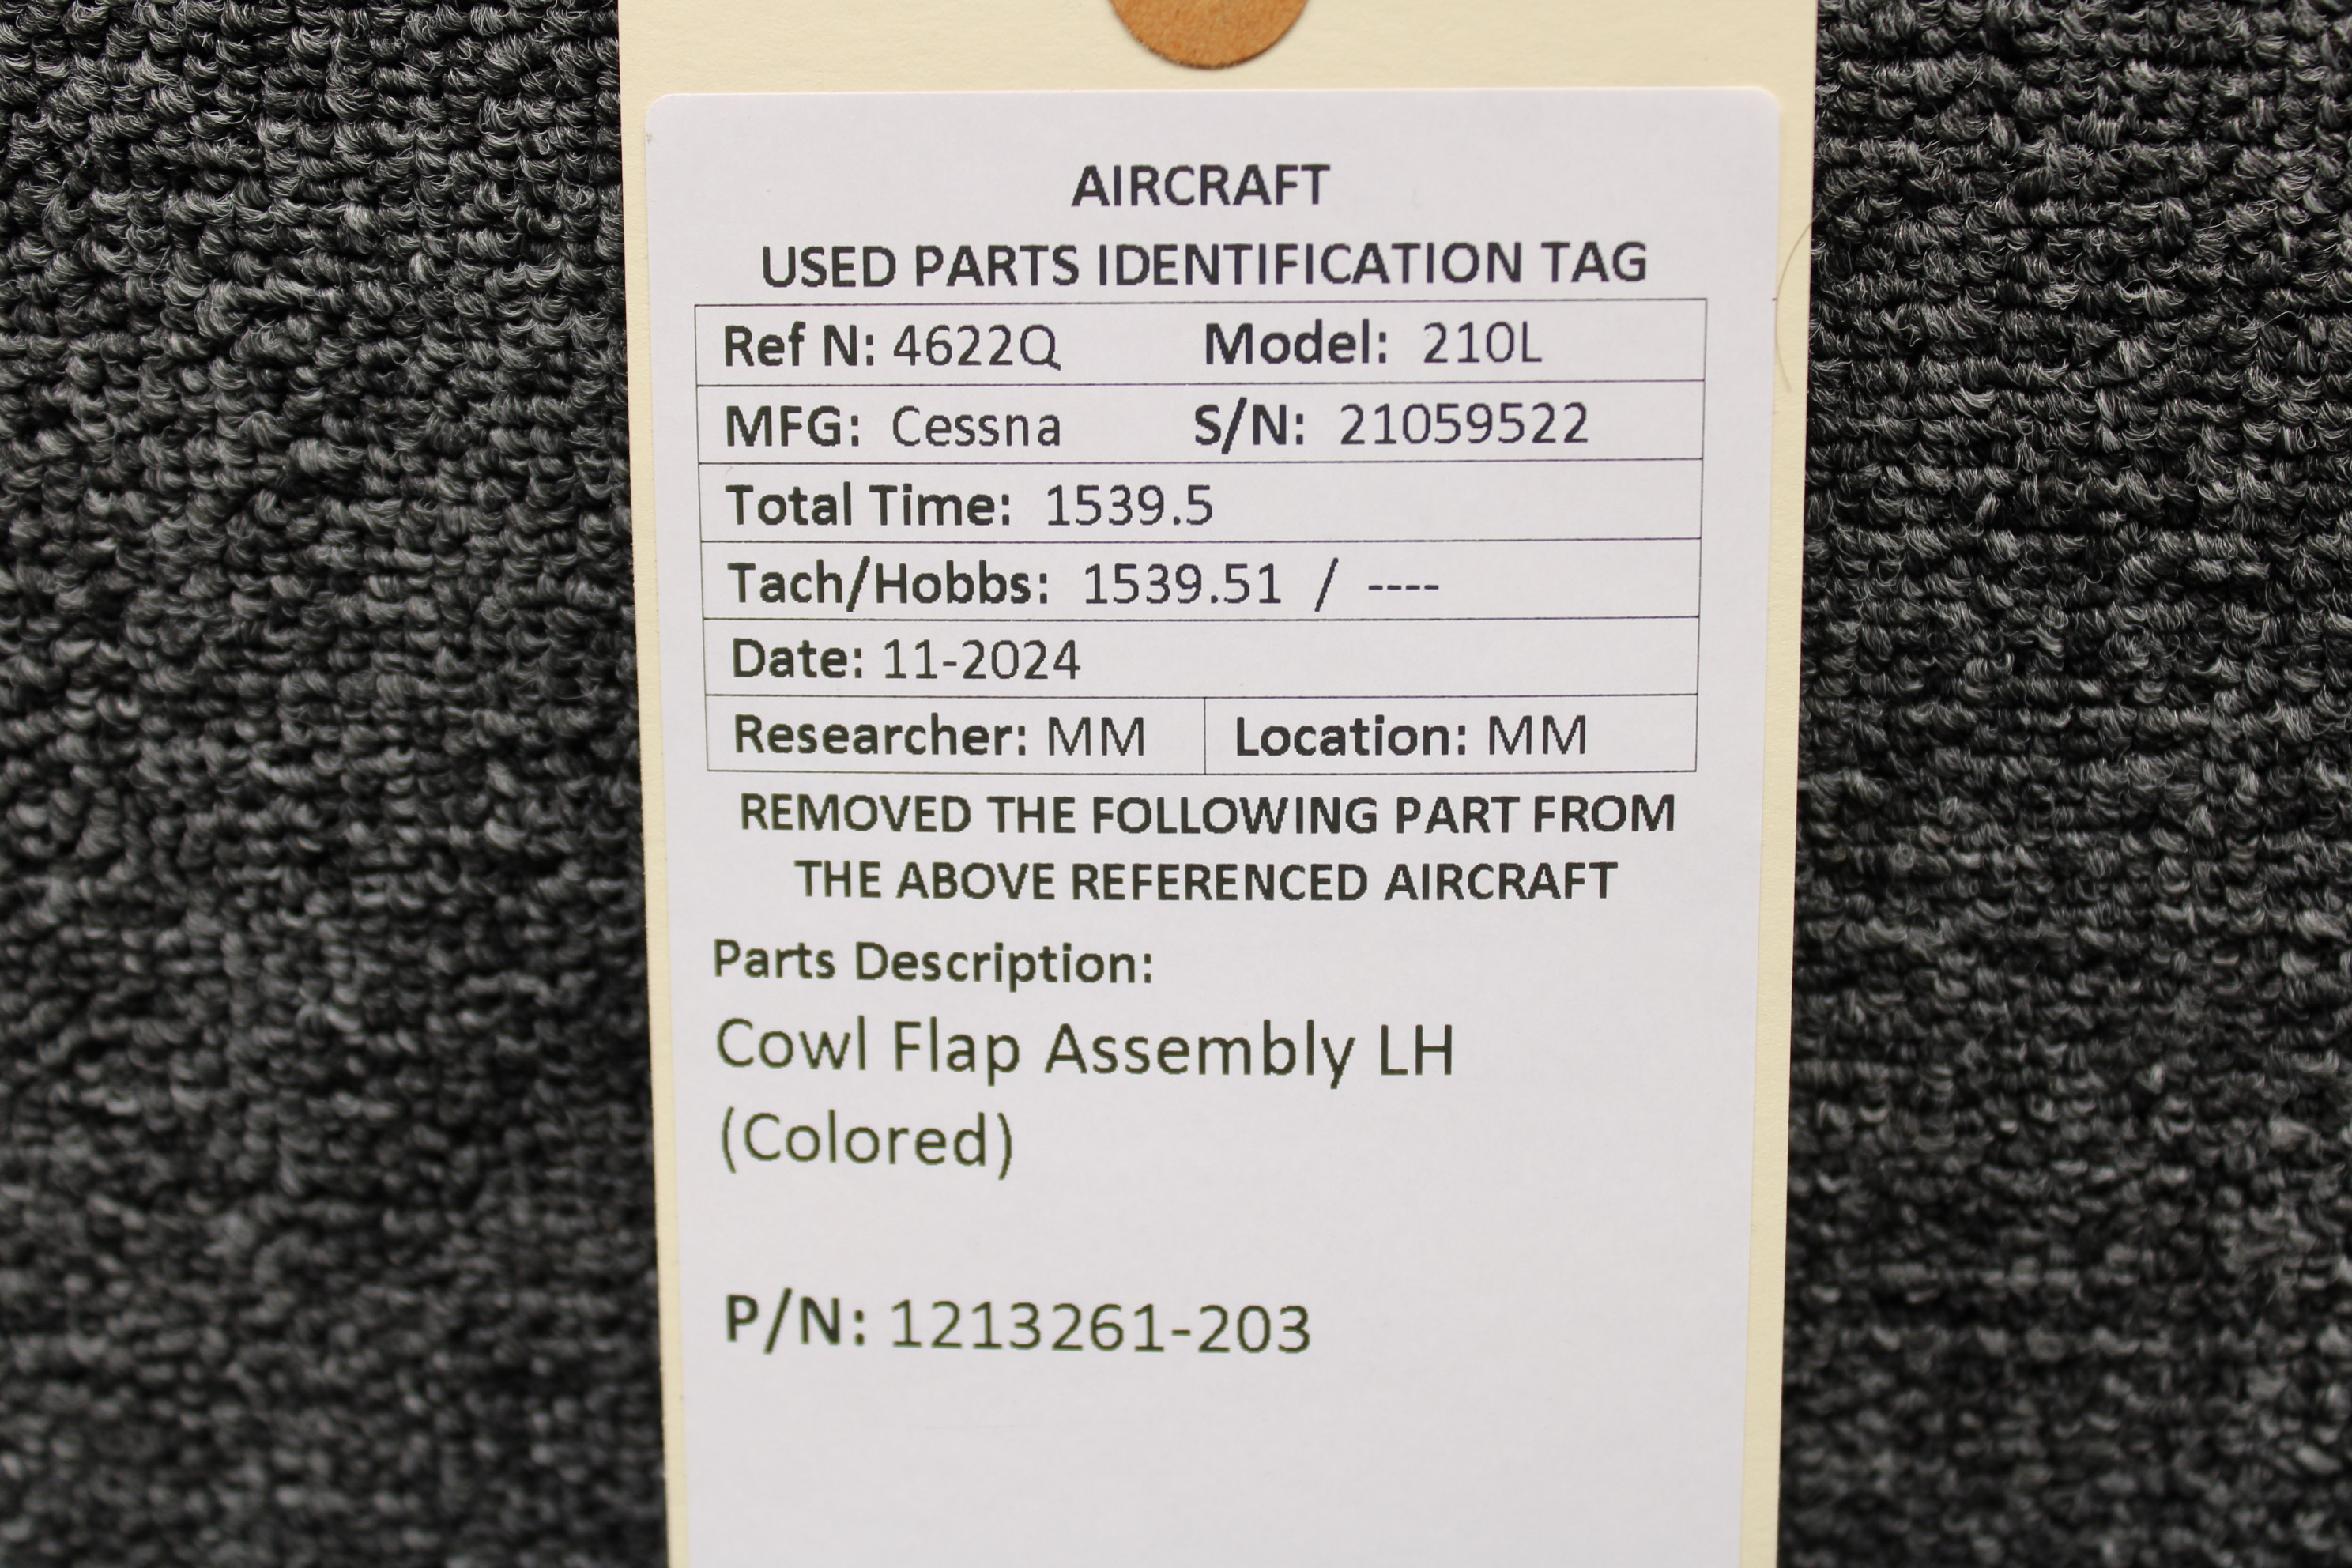 AIRCRAFT
USED PARTS IDENTIFICATION TAG
Ref N: 4622Q Model: 210L
MFG: Cessna S/N: 21059522
Total Time: 1539.5
Tach/Hobbs: 1539.51 / ----
Date: 11-2024
Researcher: MM Location: MM
REMOVED THE FOLLOWING PART FROM
THE ABOVE REFERENCED AIRCRAFT
Parts Description:
Cowl Flap Assembly LH
(Colored)
P/N: 1213261-203